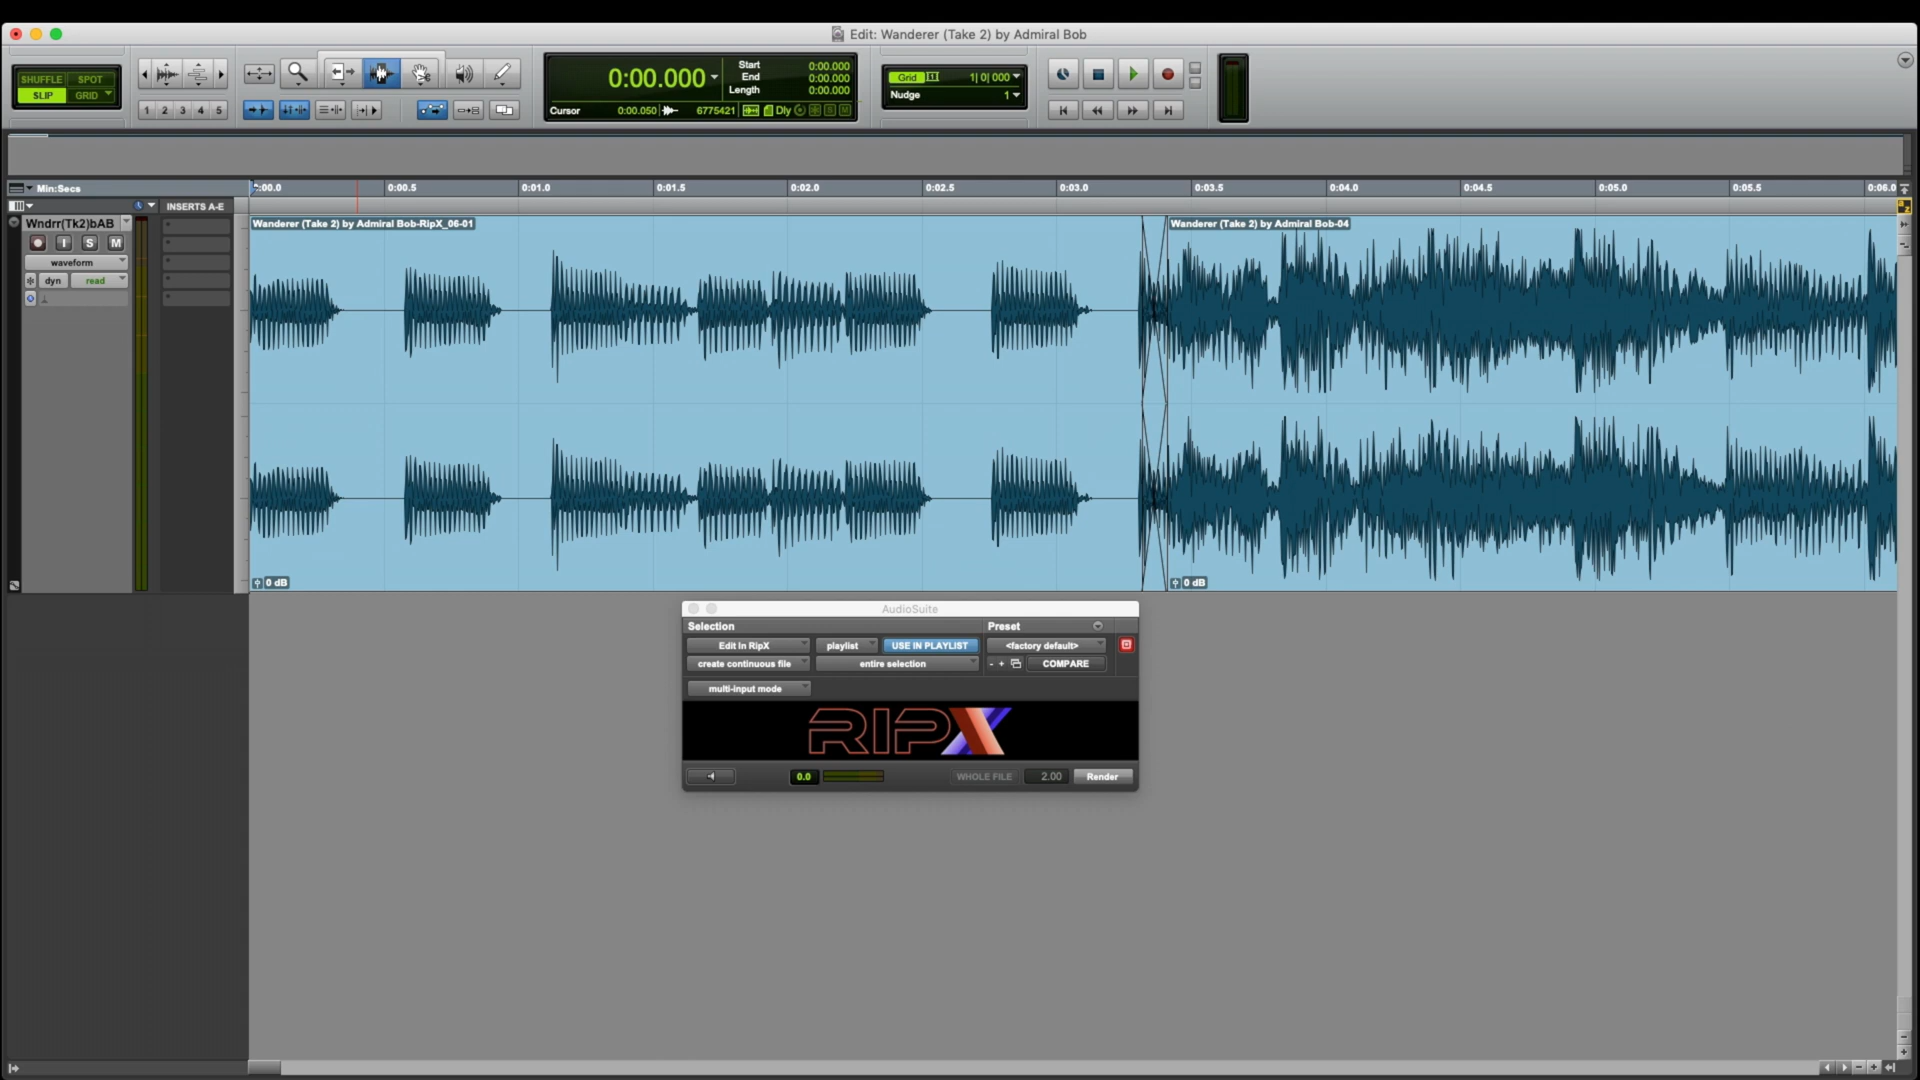 Edit: Wanderer (Take 2) by Admiral Bob
SHUFFLE SPOT
SLIP GRID
1 2 3 4 5
0:00.000
Start 0:00.000
End 0:00.000
Length 0:00.000
Cursor 0:00.050 6775421 Dly S M
Grid 1| 0| 000
Nudge 1
Min:Secs
0:00.0 0:00.5 0:01.0 0:01.5 0:02.0 0:02.5 0:03.0 0:03.5 0:04.0 0:04.5 0:05.0 0:05.5 0:06.0
INSERTS A-E
Wndrr(Tk2)bAB
I S M
waveform
dyn read
Wanderer (Take 2) by Admiral Bob-RipX_06-01
Wanderer (Take 2) by Admiral Bob-04
0 dB
0 dB
a z
AudioSuite
Selection Preset
Edit In RipX playlist USE IN PLAYLIST <factory default>
create continuous file entire selection - + COMPARE
multi-input mode
RIPX
0.0 WHOLE FILE 2.00 Render